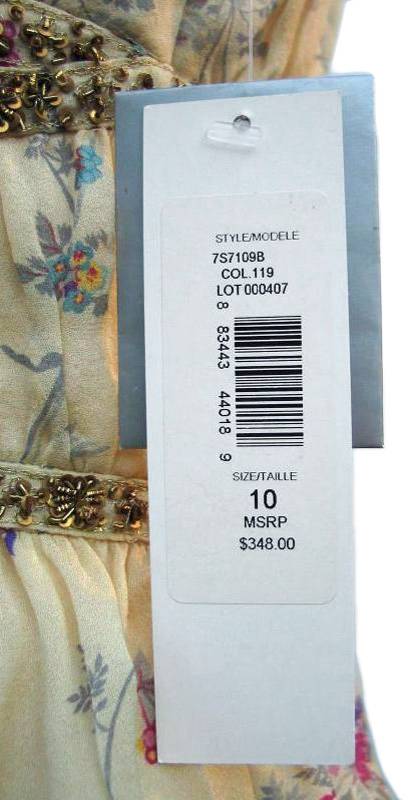 STYLE/MODELE
7S7109B
COL.119
LOT 000407
8 83443 44018 9
SIZE/TAILLE
10
MSRP
$348.00